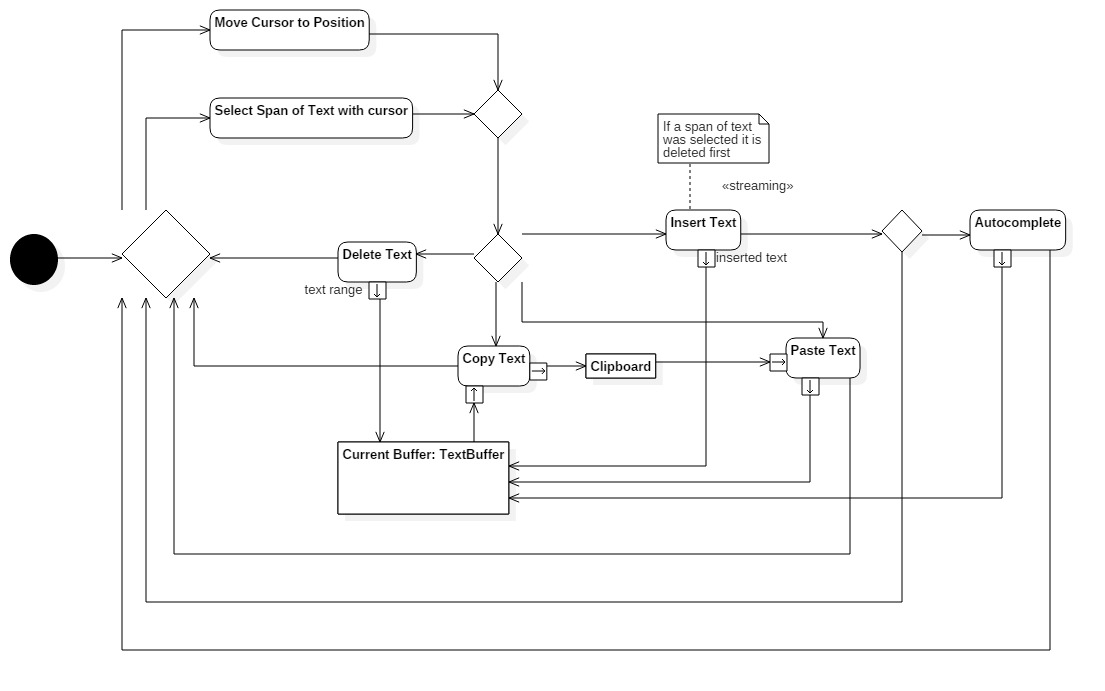 Move Cursor to Position
Select Span of Text with cursor
If a span of text
was selected it is
deleted first
«streaming»
Insert Text
Autocomplete
Delete Text
inserted text
text range
Copy Text
Clipboard
Paste Text
Current Buffer: TextBuffer